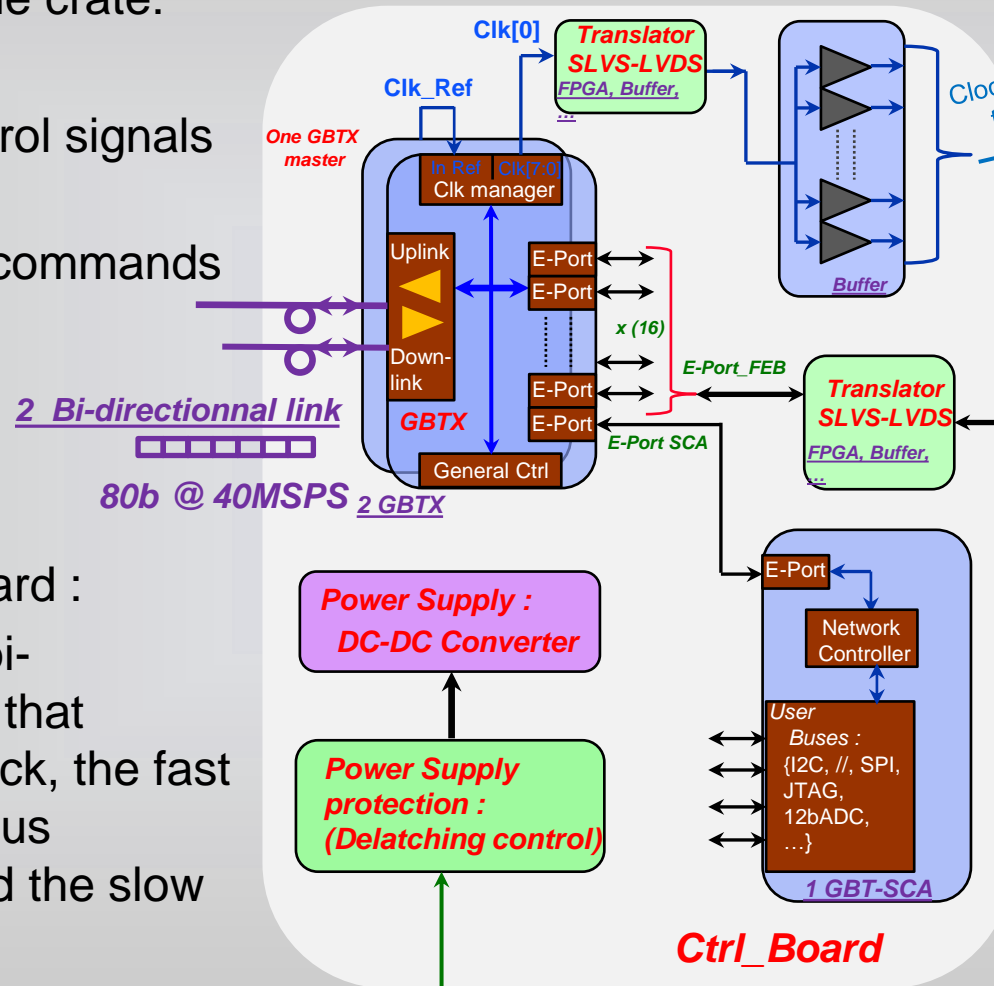 e crate.
rol signals
commands
ard :
bi-
that
ck, the fast
us
d the slow
Clk[0]
Translator
SLVS-LVDS
FPGA, Buffer,
...
Clk_Ref
One GBTX
master
In Ref Clk[7:0]
Clk manager
Uplink
Down-
link
E-Port
E-Port
E-Port
E-Port
x (16)
GBTX
General Ctrl
2 GBTX
2 Bi-directionnal link
80b @ 40MSPS
E-Port_FEB
E-Port SCA
Buffer
Translator
SLVS-LVDS
FPGA, Buffer,
...
Power Supply :
DC-DC Converter
Power Supply
protection :
(Delatching control)
E-Port
Network
Controller
User
Buses :
{I2C, //, SPI,
JTAG,
12bADC,
…}
1 GBT-SCA
Ctrl_Board